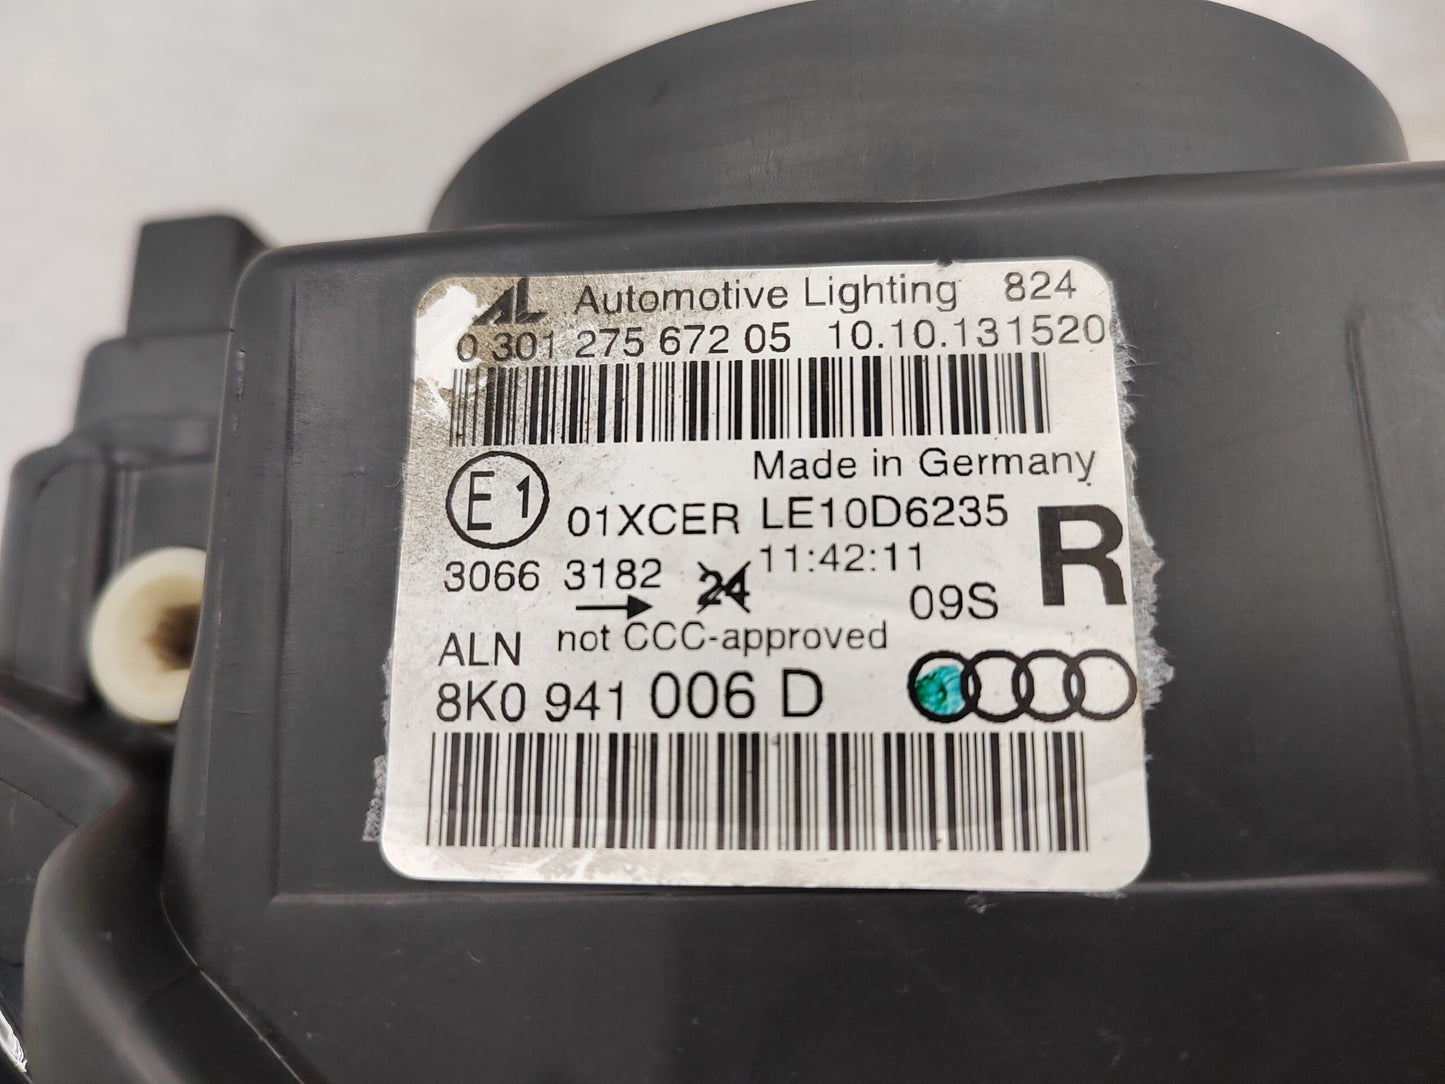 AL Automotive Lighting 824
0 301 275 672 05 10.10.131520
Made in Germany
E1 01XCER LE10D6235 R
3066 3182 24 11:42:11
09S
ALN not CCC-approved
8K0 941 006 D